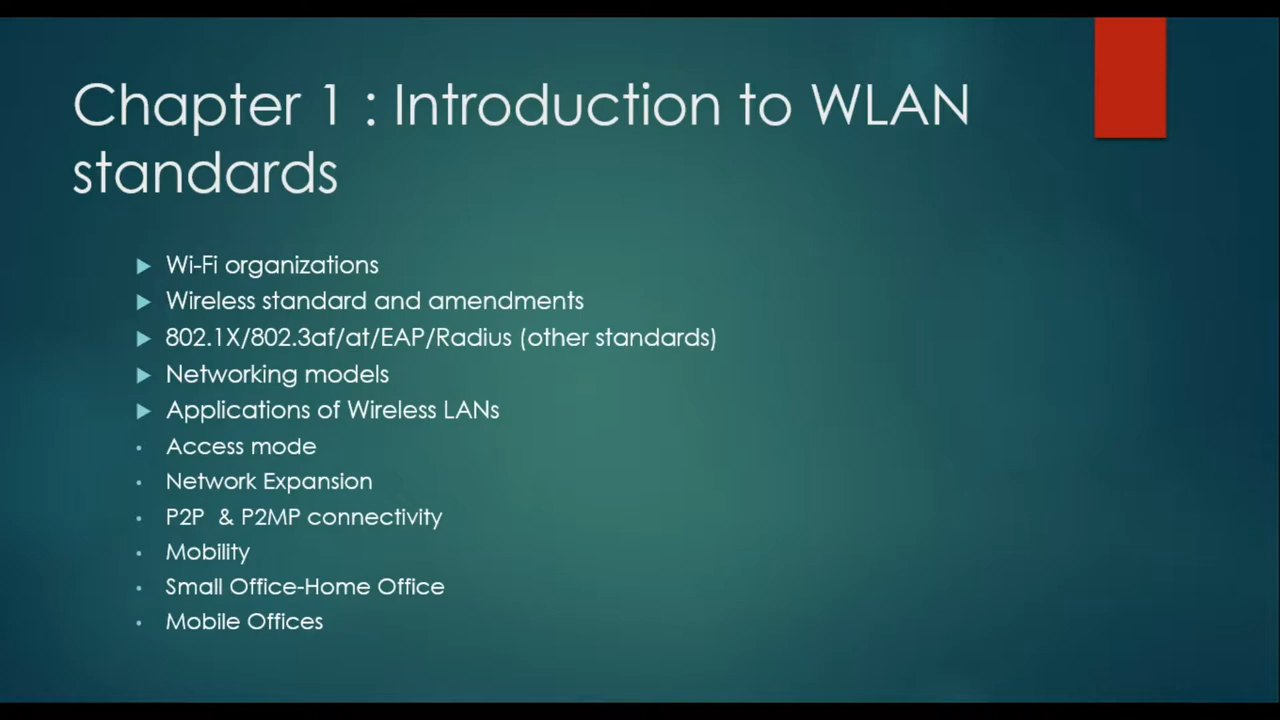 Chapter 1 : Introduction to WLAN
standards
Wi-Fi organizations
Wireless standard and amendments
802.1X/802.3af/at/EAP/Radius (other standards)
Networking models
Applications of Wireless LANs
Access mode
Network Expansion
P2P & P2MP connectivity
Mobility
Small Office-Home Office
Mobile Offices